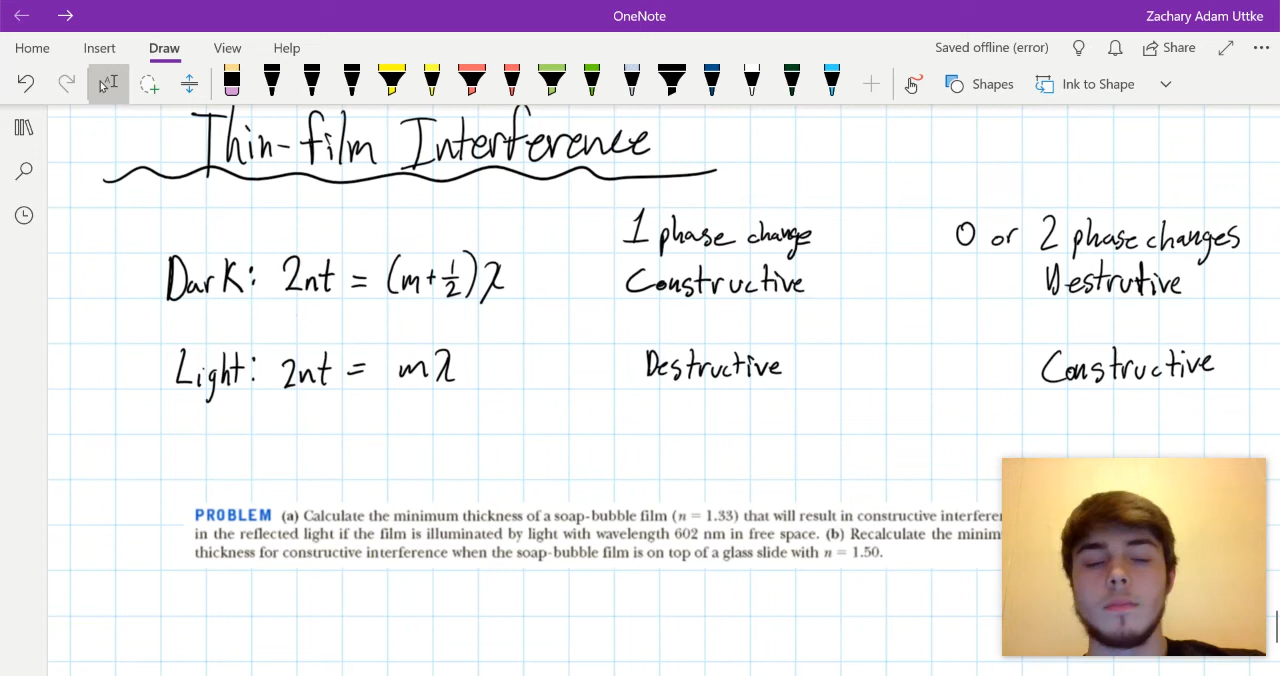 OneNote
Zachary Adam Uttke
Home Insert Draw View Help
Saved offline (error) Share
Shapes Ink to Shape
Thin-film Interference
1 phase change 0 or 2 phase changes
Dark: 2nt = (m+½)λ Constructive Destrutive
Light: 2nt = mλ Destructive Constructive
PROBLEM (a) Calculate the minimum thickness of a soap-bubble film (n = 1.33) that will result in constructive interferen
in the reflected light if the film is illuminated by light with wavelength 602 nm in free space. (b) Recalculate the minim
thickness for constructive interference when the soap-bubble film is on top of a glass slide with n = 1.50.